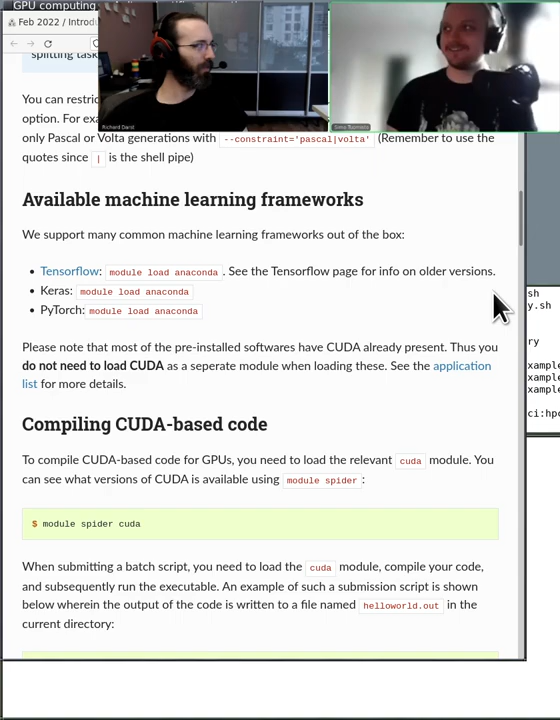 GPU computing
Feb 2022 / Introdu
splitting task
Richard Darst
You can restric
option. For exa
only Pascal or Volta generations with --constraint='pascal|volta' (Remember to use the
quotes since | is the shell pipe)
Available machine learning frameworks
We support many common machine learning frameworks out of the box:
• Tensorflow: module load anaconda . See the Tensorflow page for info on older versions.
• Keras: module load anaconda
• PyTorch: module load anaconda
Please note that most of the pre-installed softwares have CUDA already present. Thus you
do not need to load CUDA as a seperate module when loading these. See the application
list for more details.
Compiling CUDA-based code
To compile CUDA-based code for GPUs, you need to load the relevant cuda module. You
can see what versions of CUDA is available using module spider :
$ module spider cuda
When submitting a batch script, you need to load the cuda module, compile your code,
and subsequently run the executable. An example of such a submission script is shown
below wherein the output of the code is written to a file named helloworld.out in the
current directory:
sh
y.sh
ry
xample
xample
xample
ci:hpc